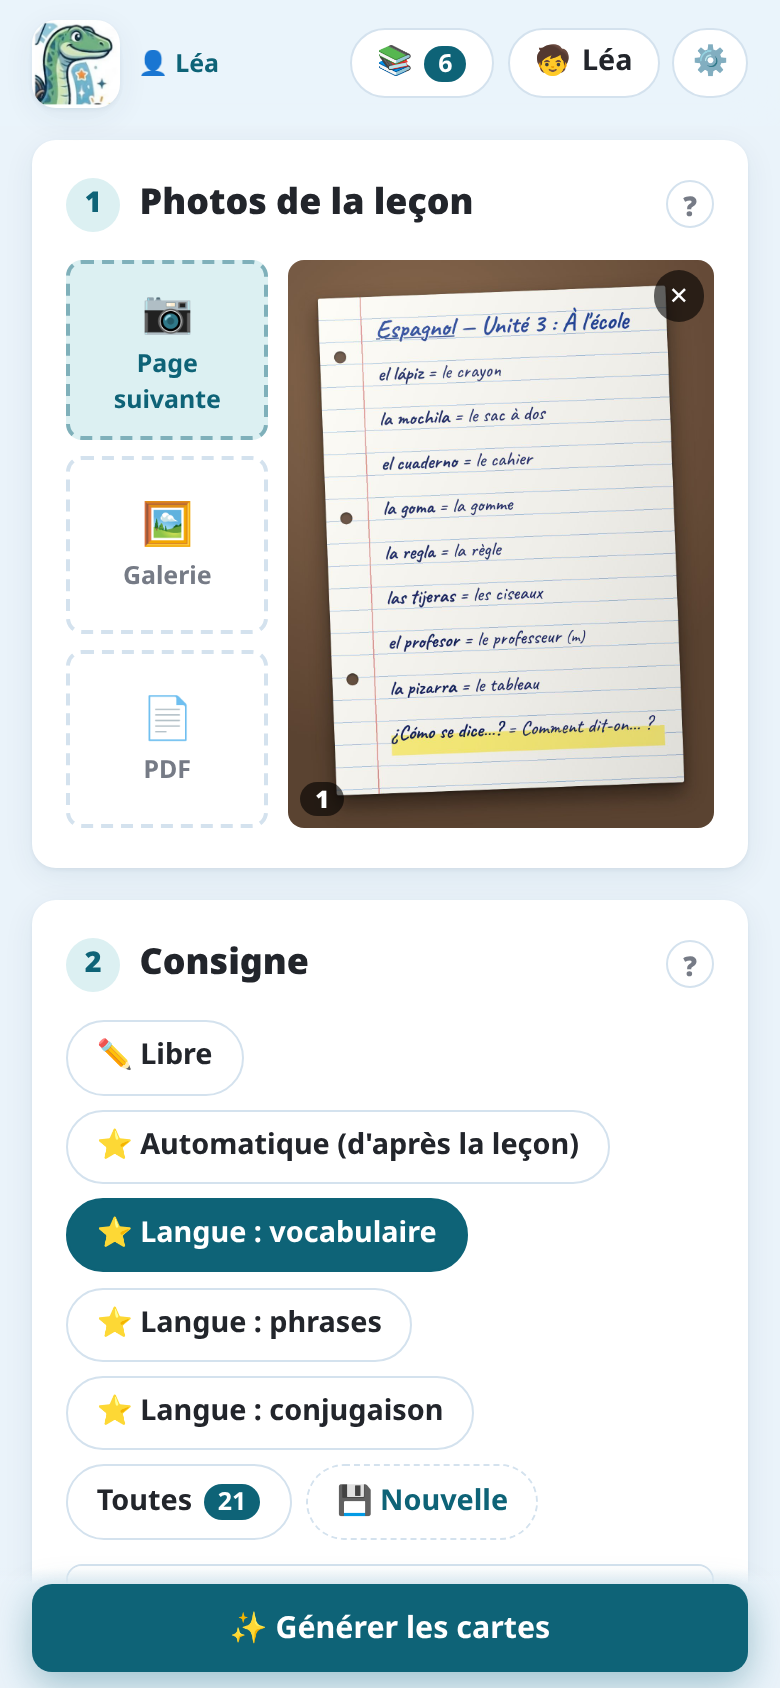 Léa
6
Léa
1
Photos de la leçon
?
Page
suivante
Galerie
PDF
Espagnol – Unité 3 : À l'école
el lápiz = le crayon
la mochila = le sac à dos
el cuaderno = le cahier
la goma = la gomme
la regla = la règle
las tijeras = les ciseaux
el profesor = le professeur (m)
la pizarra = le tableau
¿Cómo se dice...? = Comment dit-on... ?
1
2
Consigne
?
Libre
Automatique (d'après la leçon)
Langue : vocabulaire
Langue : phrases
Langue : conjugaison
Toutes 21
Nouvelle
Générer les cartes